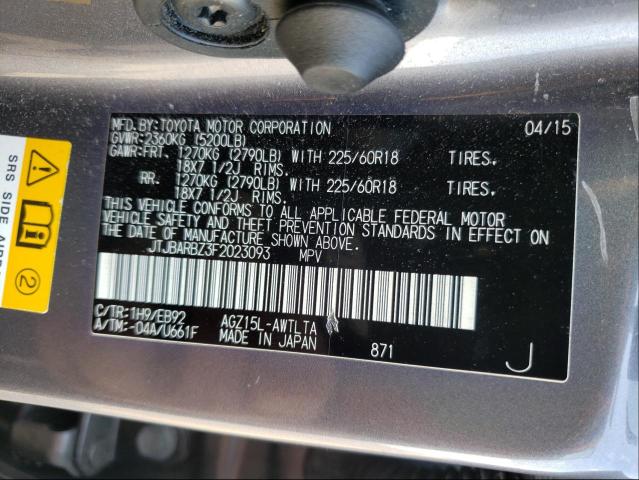 MFD.BY:TOYOTA MOTOR CORPORATION 04/15
GVWR:2360KG (5200LB)
GAWR:FRT. 1270KG (2790LB) WITH 225/60R18 TIRES.
18X7 1/2J RIMS.
RR. 1270KG (2790LB) WITH 225/60R18 TIRES.
18X7 1/2J RIMS.
THIS VEHICLE CONFORMS TO ALL APPLICABLE FEDERAL MOTOR
VEHICLE SAFETY AND THEFT PREVENTION STANDARDS IN EFFECT ON
THE DATE OF MANUFACTURE SHOWN ABOVE.
JTJBARBZ3F2023093 MPV
C/TR:1H9/EB92 AGZ15L-AWTLTA
A/TM:-04A/U661F MADE IN JAPAN
871
J
SRS SIDE
2